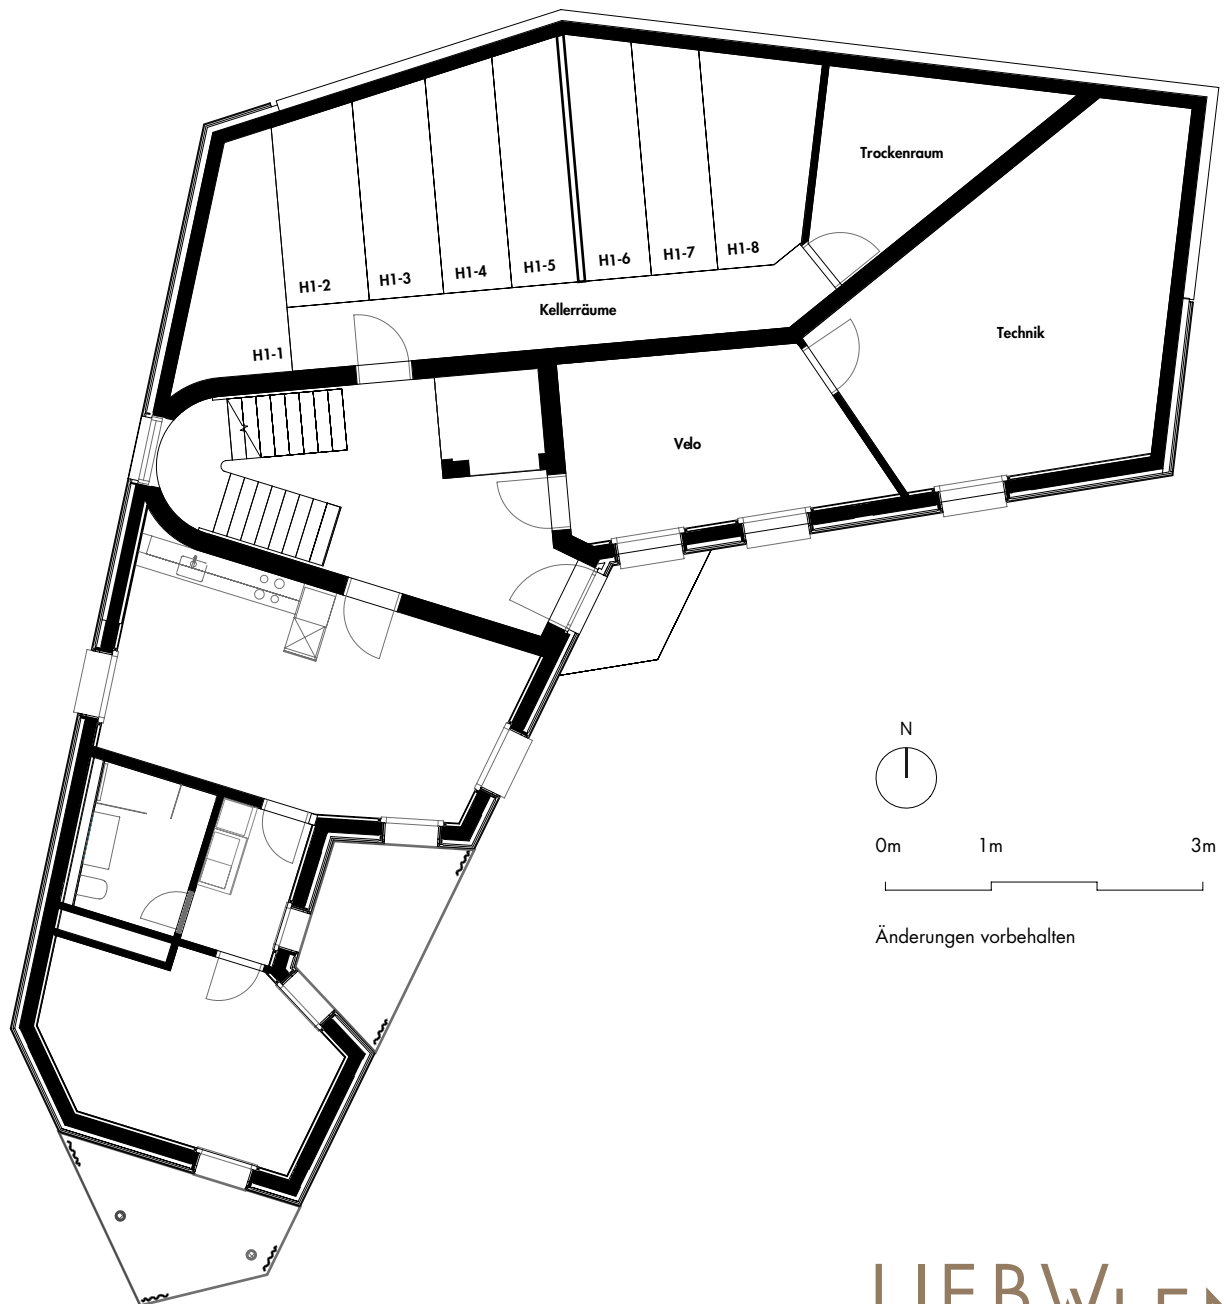 Trockenraum
H1-2
H1-3
H1-4
H1-5
H1-6
H1-7
H1-8
Kellerräume
Technik
H1-1
Velo
N
0m 1m 3m
Änderungen vorbehalten